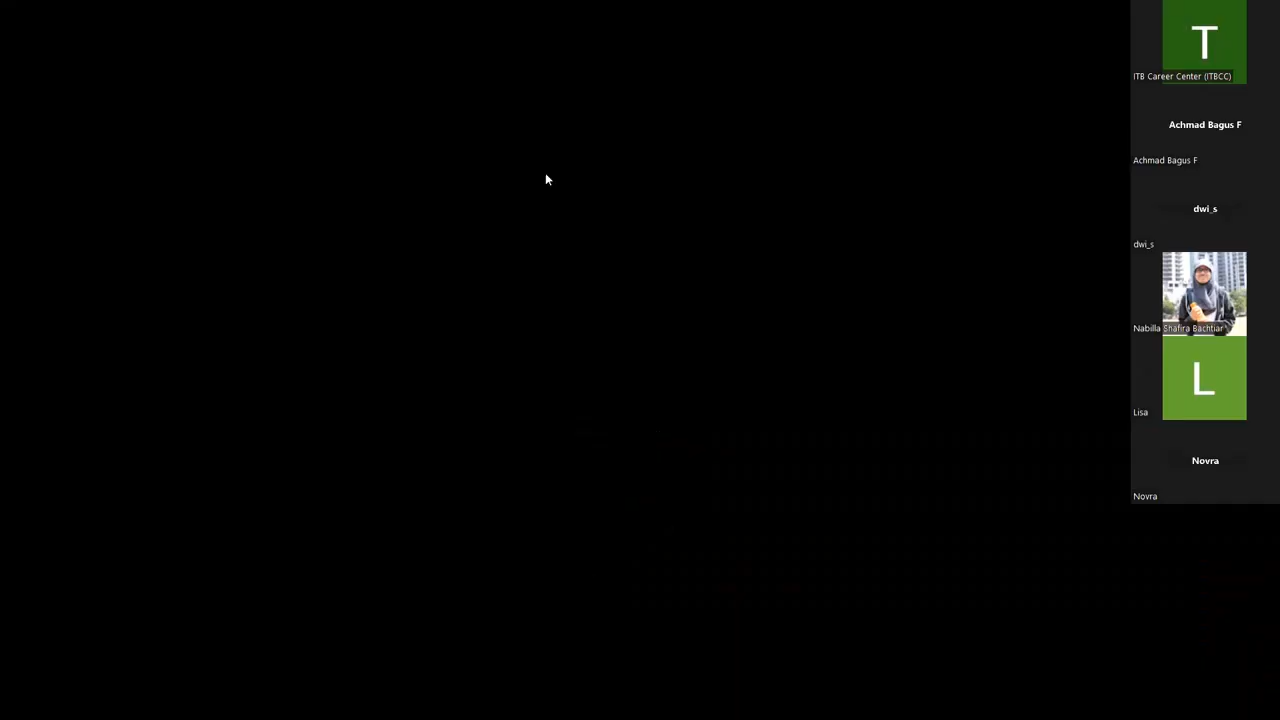 T
ITB Career Center (ITBCC)
Achmad Bagus F
Achmad Bagus F
dwi_s
dwi_s
Nabilla Shafira Bachtiar
L
Lisa
Novra
Novra